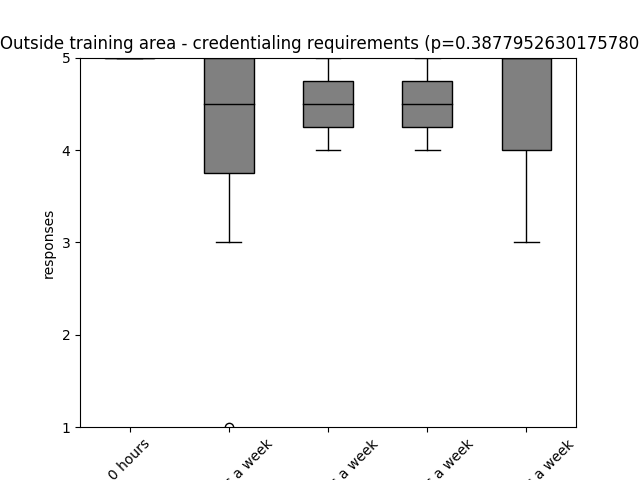 Outside training area - credentialing requirements (p=0.3877952630175780
5
4
3
2
1
responses
0 hours
a week
a week
a week
a week